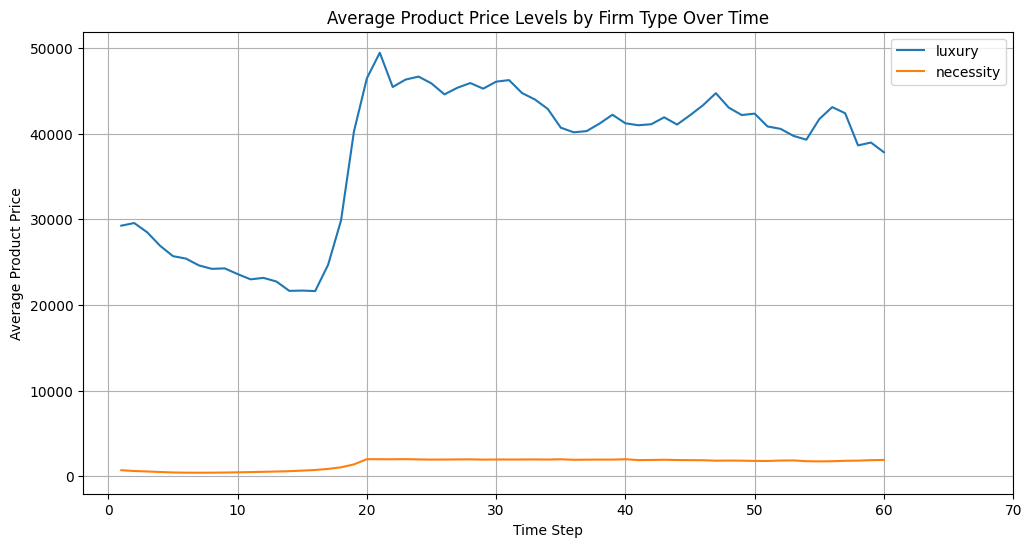 Average Product Price Levels by Firm Type Over Time
luxury
necessity
Average Product Price
50000
40000
30000
20000
10000
0
0 10 20 30 40 50 60 70
Time Step